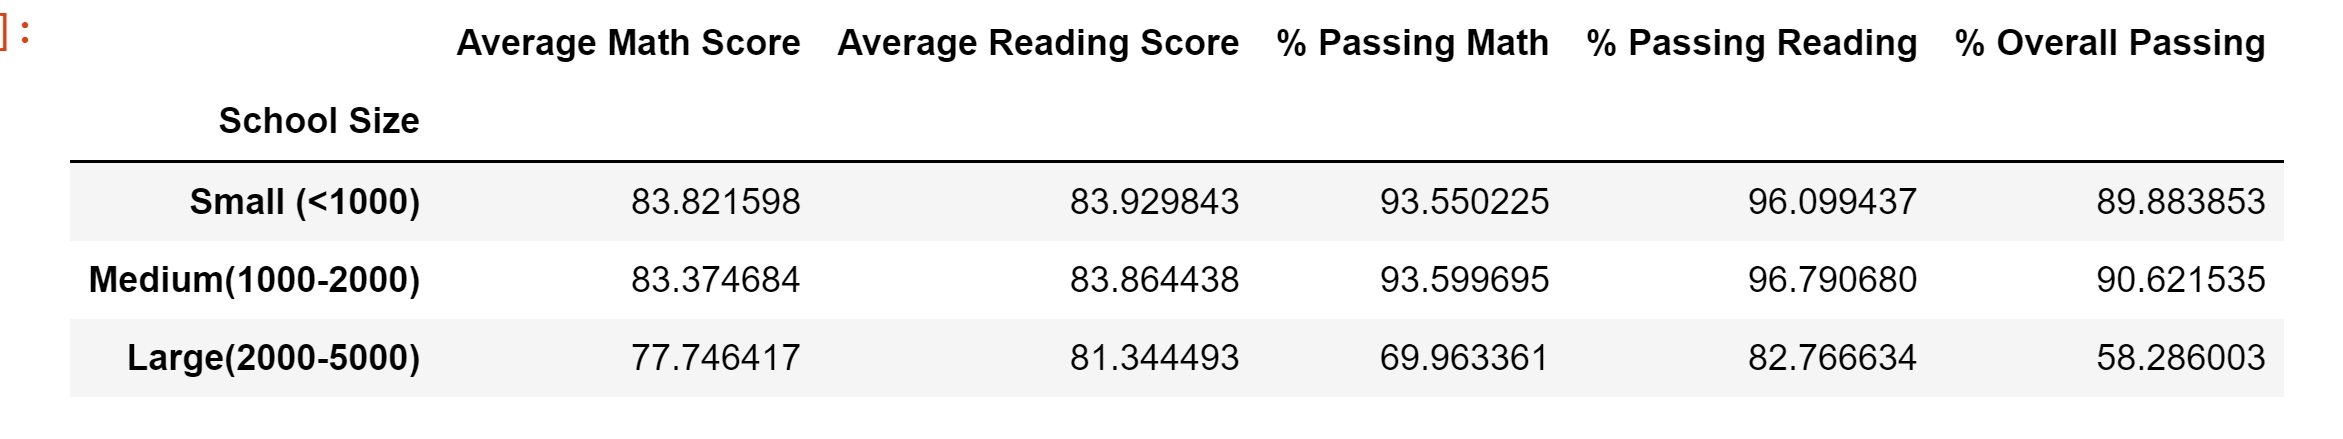 ]:
Average Math Score Average Reading Score % Passing Math % Passing Reading % Overall Passing
School Size
Small (<1000) 83.821598 83.929843 93.550225 96.099437 89.883853
Medium(1000-2000) 83.374684 83.864438 93.599695 96.790680 90.621535
Large(2000-5000) 77.746417 81.344493 69.963361 82.766634 58.286003